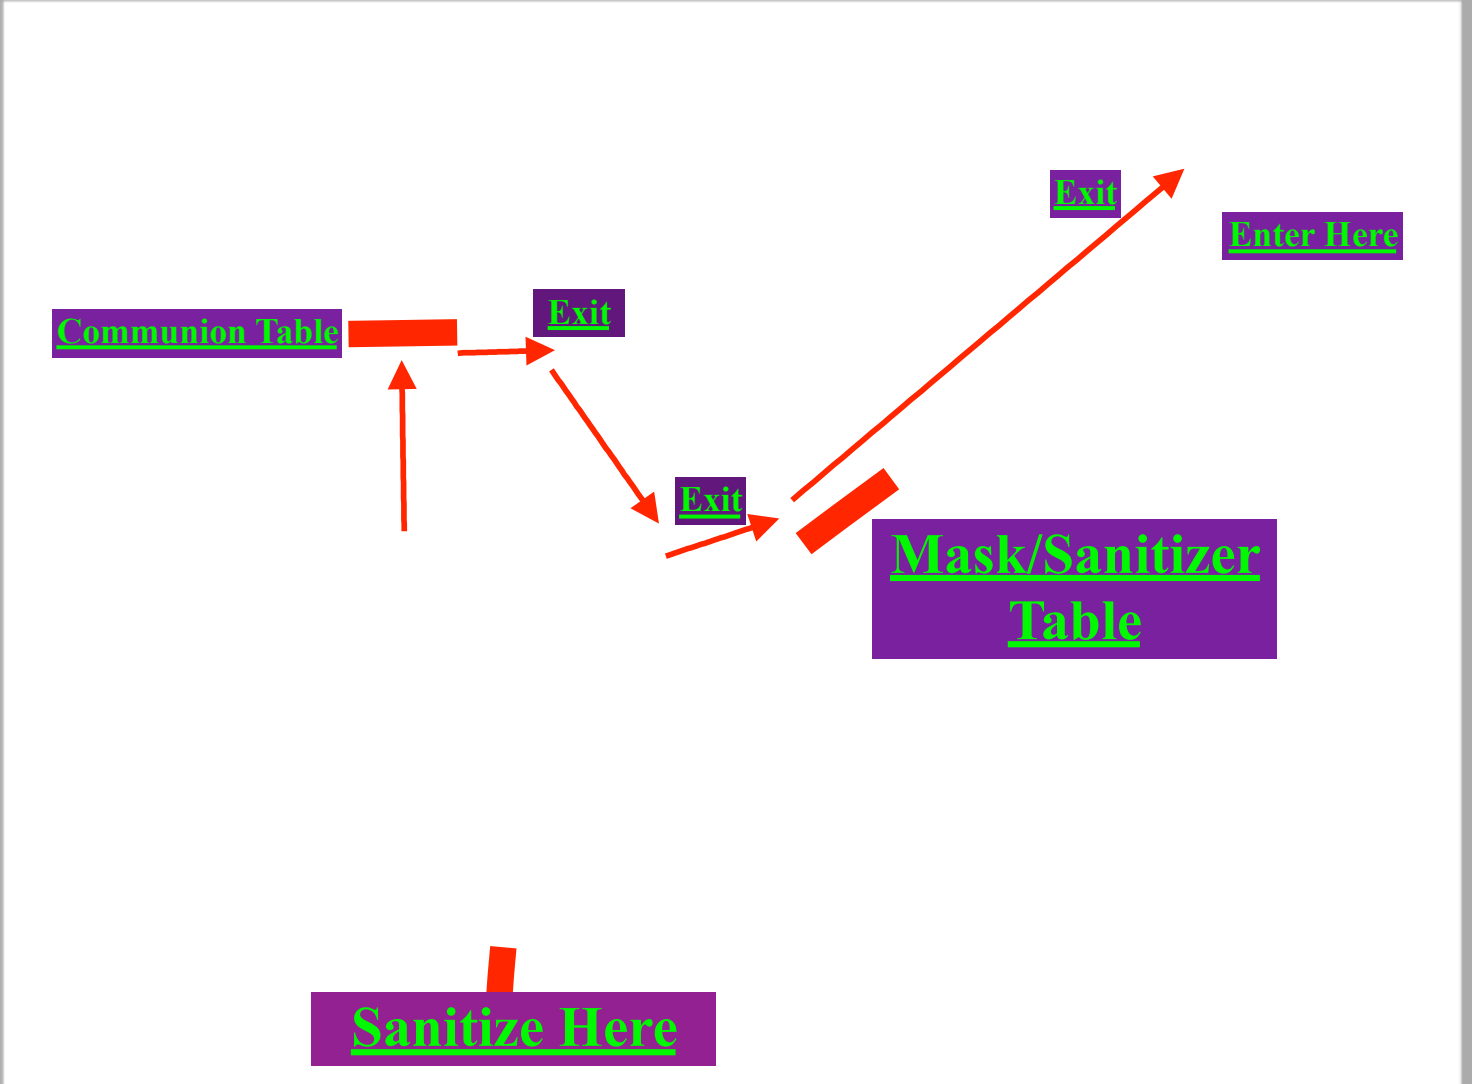 Exit
Enter Here
Exit
Communion Table
Exit
Mask/Sanitizer
Table
Sanitize Here